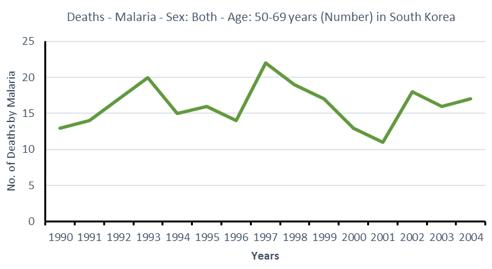 Deaths - Malaria - Sex: Both - Age: 50-69 years (Number) in South Korea
No. of Deaths by Malaria
25
20
15
10
5
0
1990 1991 1992 1993 1994 1995 1996 1997 1998 1999 2000 2001 2002 2003 2004
Years